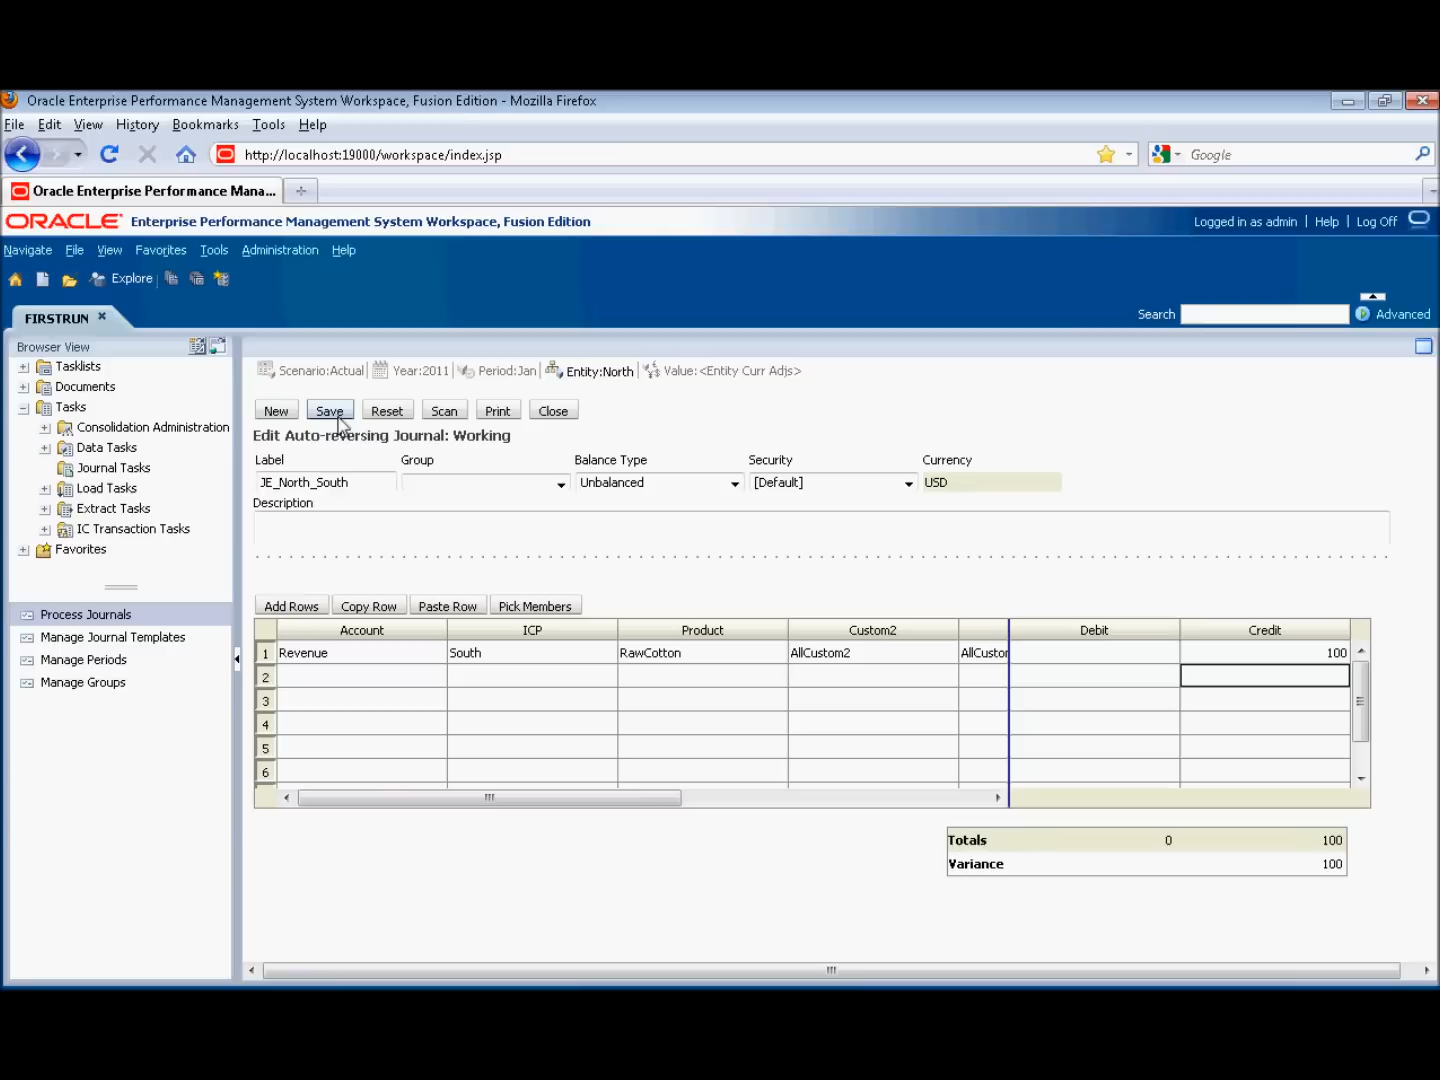 Oracle Enterprise Performance Management System Workspace, Fusion Edition - Mozilla Firefox
File Edit View History Bookmarks Tools Help
http://localhost:19000/workspace/index.jsp
Google
Oracle Enterprise Performance Mana...
ORACLE Enterprise Performance Management System Workspace, Fusion Edition
Logged in as admin | Help | Log Off
Navigate File View Favorites Tools Administration Help
Explore
FIRSTRUN
Search
Advanced
Browser View
Tasklists
Documents
Tasks
Consolidation Administration
Data Tasks
Journal Tasks
Load Tasks
Extract Tasks
IC Transaction Tasks
Favorites
Process Journals
Manage Journal Templates
Manage Periods
Manage Groups
Scenario:Actual Year:2011 Period:Jan Entity:North Value:<Entity Curr Adjs>
New Save Reset Scan Print Close
Edit Auto-reversing Journal: Working
Label Group Balance Type Security Currency
JE_North_South Unbalanced [Default] USD
Description
Add Rows Copy Row Paste Row Pick Members
Account ICP Product Custom2 Debit Credit
1 Revenue South RawCotton AllCustom2 AllCustor 100
2
3
4
5
6
Totals 0 100
Variance 100